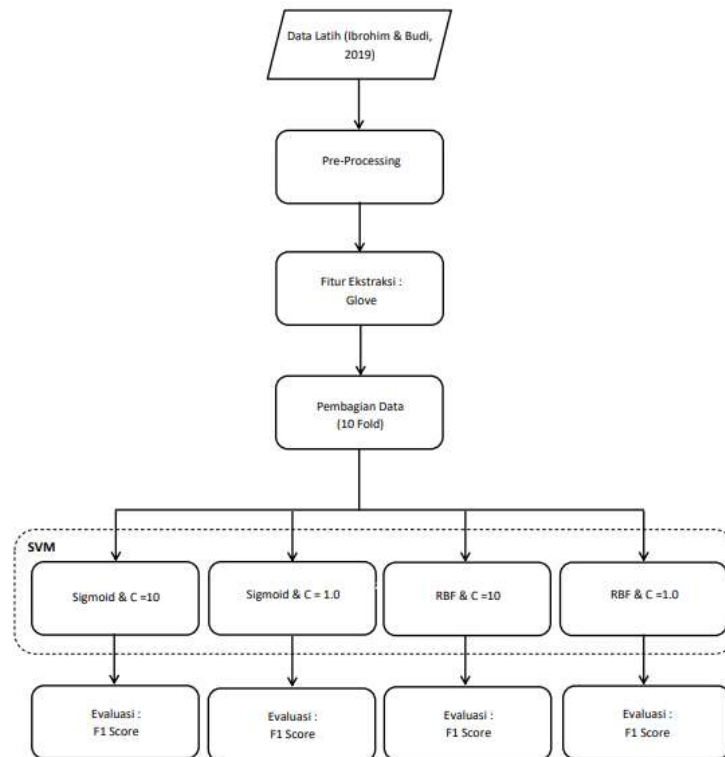 Data Latih (Ibrohim & Budi,
2019)
Pre-Processing
Fitur Ekstraksi :
Glove
Pembagian Data
(10 Fold)
SVM
Sigmoid & C =10
Sigmoid & C = 1.0
RBF & C =10
RBF & C =1.0
Evaluasi :
F1 Score
Evaluasi :
F1 Score
Evaluasi :
F1 Score
Evaluasi :
F1 Score